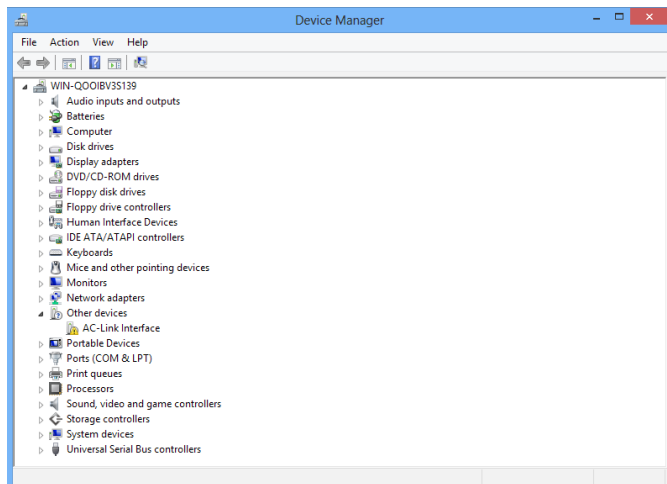 Device Manager
File Action View Help
WIN-QOOIBV3S139
Audio inputs and outputs
Batteries
Computer
Disk drives
Display adapters
DVD/CD-ROM drives
Floppy disk drives
Floppy drive controllers
Human Interface Devices
IDE ATA/ATAPI controllers
Keyboards
Mice and other pointing devices
Monitors
Network adapters
Other devices
AC-Link Interface
Portable Devices
Ports (COM & LPT)
Print queues
Processors
Sound, video and game controllers
Storage controllers
System devices
Universal Serial Bus controllers